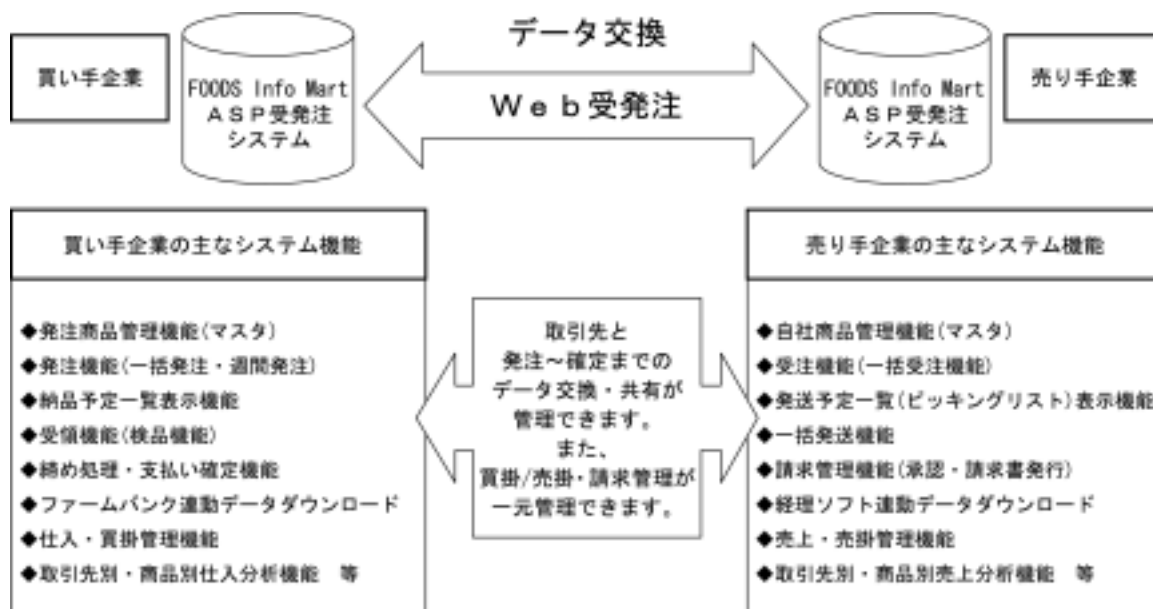 データ交換
買い手企業
FOODS Info Mart
ASP受発注
システム
Web受発注
FOODS Info Mart
ASP受発注
システム
売り手企業
買い手企業の主なシステム機能
◆発注商品管理機能(マスタ)
◆発注機能(一括発注・週間発注)
◆納品予定一覧表示機能
◆受領機能(検品機能)
◆締め処理・支払い確定機能
◆ファームバンク連動データダウンロード
◆仕入・買掛管理機能
◆取引先別・商品別仕入分析機能 等
取引先と
発注～確定までの
データ交換・共有が
管理できます。
また、
買掛/売掛・請求管理が
一元管理できます。
売り手企業の主なシステム機能
◆自社商品管理機能(マスタ)
◆受注機能(一括受注機能)
◆発送予定一覧(ピッキングリスト)表示機能
◆一括発送機能
◆請求管理機能(承認・請求書発行)
◆経理ソフト連動データダウンロード
◆売上・売掛管理機能
◆取引先別・商品別売上分析機能 等